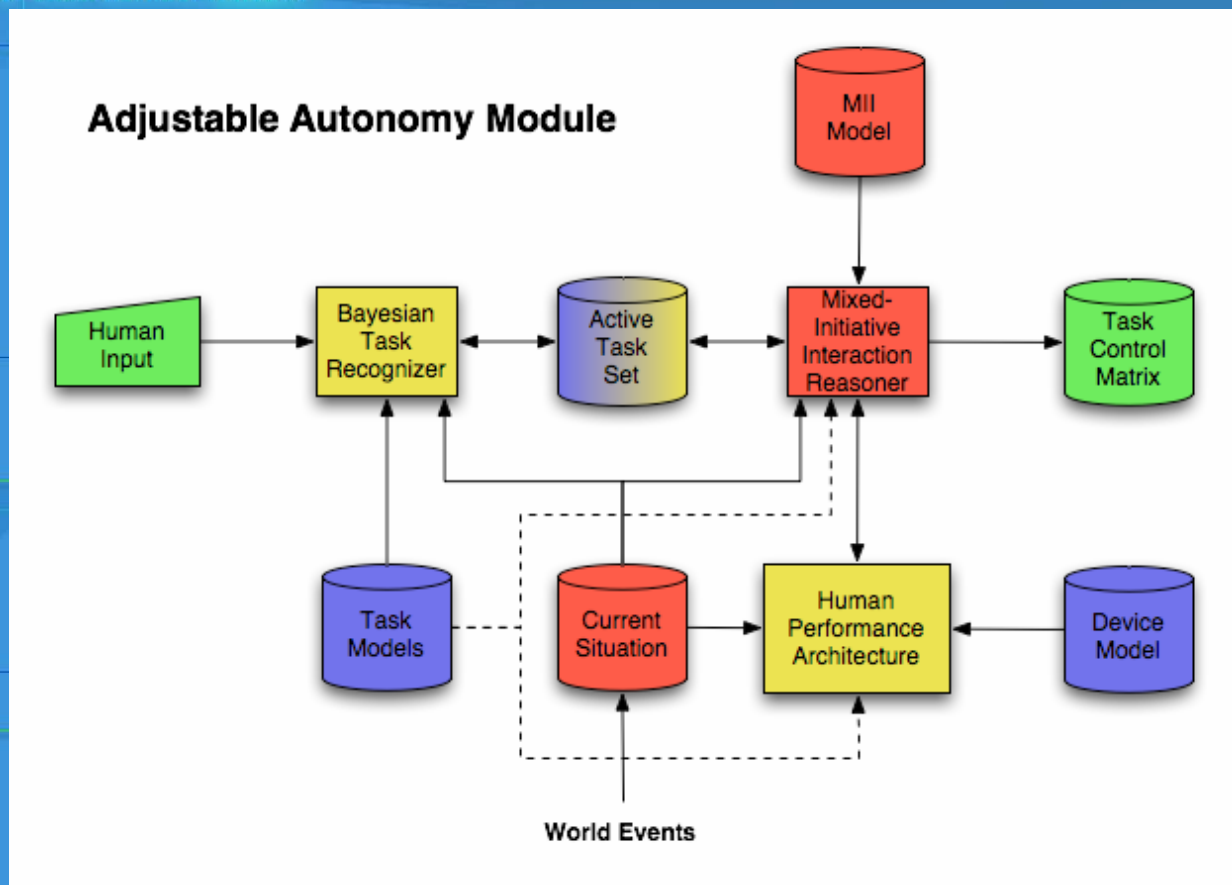 Adjustable Autonomy Module
MII
Model
Human
Input
Bayesian
Task
Recognizer
Active
Task
Set
Mixed-
Initiative
Interaction
Reasoner
Task
Control
Matrix
Task
Models
Current
Situation
Human
Performance
Architecture
Device
Model
World Events